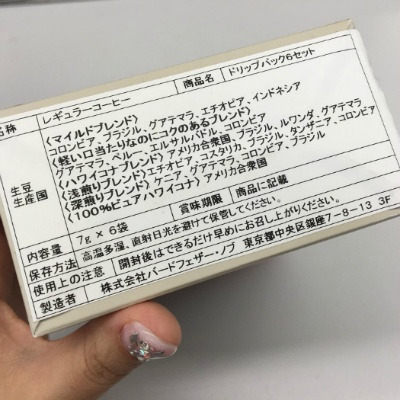 名称 レギュラーコーヒー 商品名 ドリップバック6セット
〈マイルドブレンド〉
コロンビア、ブラジル、グアテマラ、エチオピア、インドネシア
〈軽い口当たりなのにコクのあるブレンド〉
グアテマラ、ペルー、エルサルバドル、コロンビア
〈ハワイコナブレンド〉アメリカ合衆国、ブラジル、ルワンダ、グアテマラ
生豆生産国 〈浅煎りブレンド〉エチオピア、コスタリカ、ブラジル、タンザニア、コロンビア
〈深煎りブレンド〉ケニア、グアテマラ、コロンビア、ブラジル
〈100%ピュアハワイコナ〉アメリカ合衆国
内容量 7g×6袋 賞味期限 商品に記載
保存方法 高温多湿、直射日光を避けて保管してください。
使用上の注意 開封後はできるだけ早めにお召し上がりください。
製造者 株式会社バードフェザー・ノブ 東京都中央区銀座7-8-13 3F